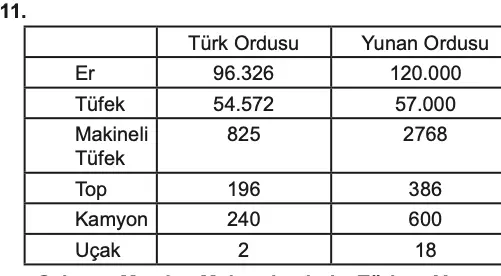 11.
Türk Ordusu Yunan Ordusu
Er 96.326 120.000
Tüfek 54.572 57.000
Makineli Tüfek 825 2768
Top 196 386
Kamyon 240 600
Uçak 2 18